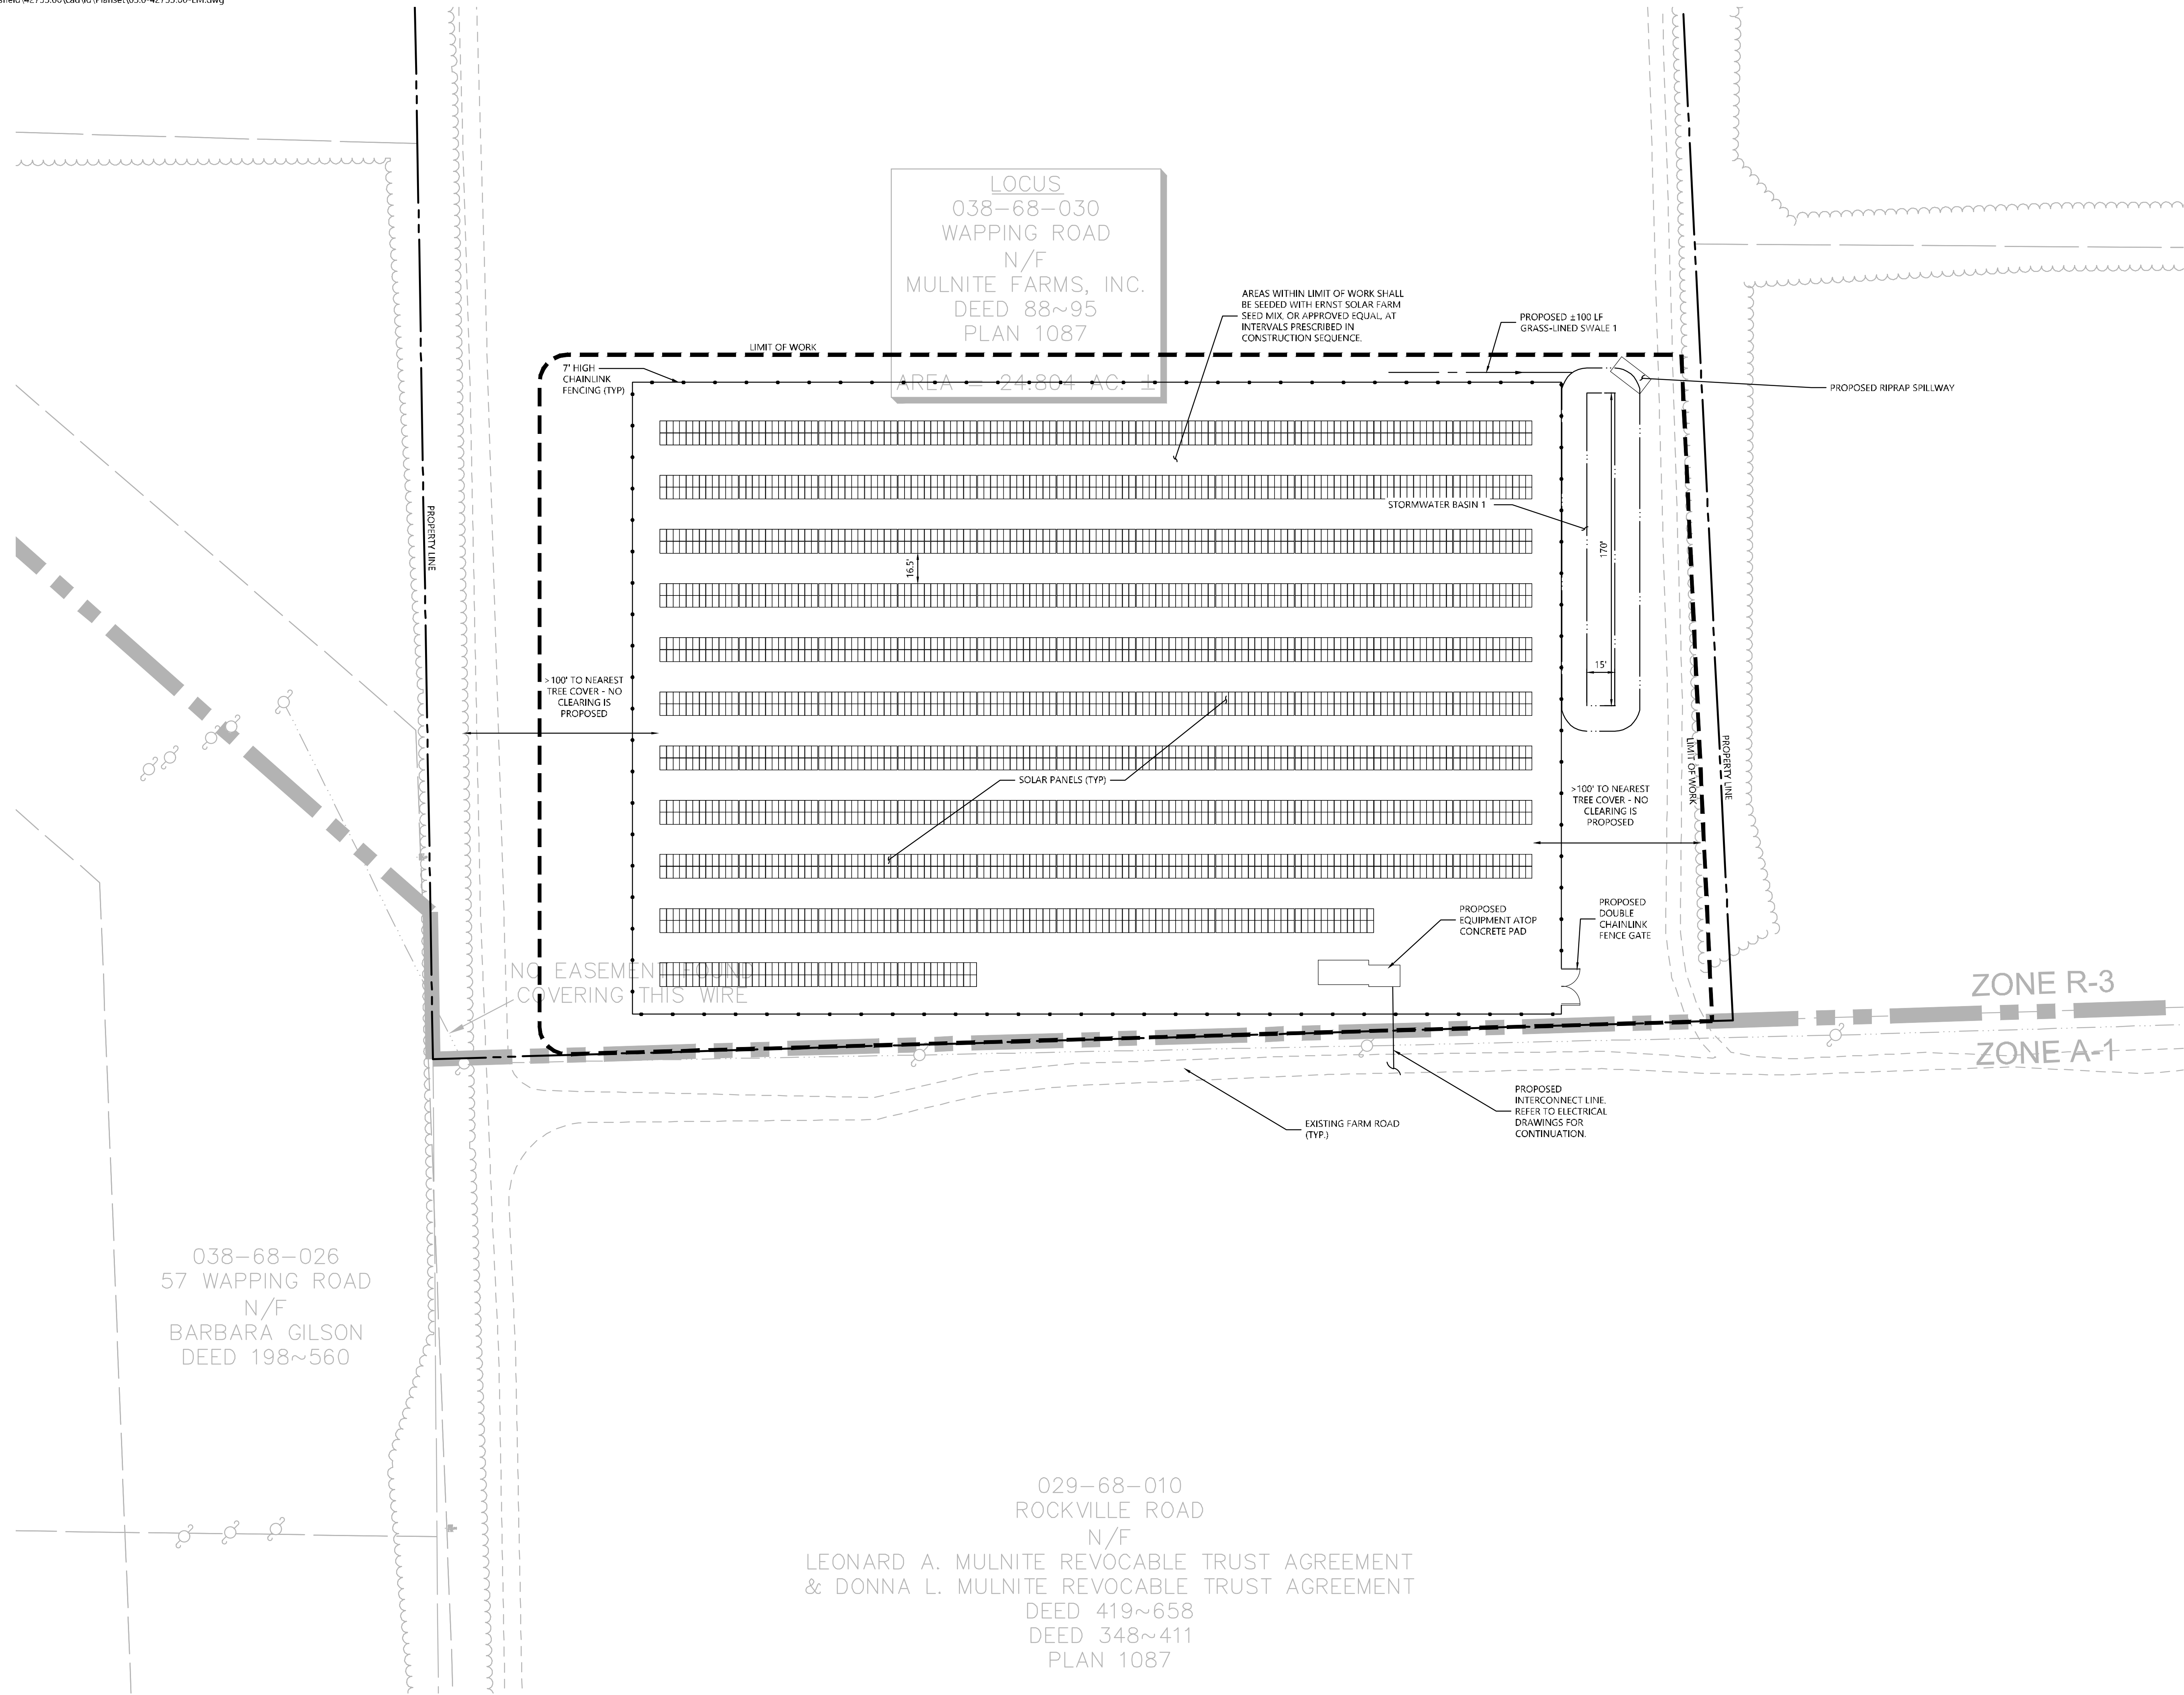 LOCUS
038-68-030
WAPPING ROAD
N/F
MULNITE FARMS, INC.
DEED 88~95
PLAN 1087
AREA = 24.804 AC. ±
AREAS WITHIN LIMIT OF WORK SHALL
BE SEEDED WITH ERNST SOLAR FARM
SEED MIX, OR APPROVED EQUAL, AT
INTERVALS PRESCRIBED IN
CONSTRUCTION SEQUENCE.
PROPOSED ±100 LF
GRASS-LINED SWALE 1
LIMIT OF WORK
7' HIGH
CHAINLINK
FENCING (TYP)
PROPOSED RIPRAP SPILLWAY
STORMWATER BASIN 1
PROPERTY LINE
16.5'
170'
15'
>100' TO NEAREST
TREE COVER - NO
CLEARING IS
PROPOSED
SOLAR PANELS (TYP)
LIMIT OF WORK
PROPERTY LINE
>100' TO NEAREST
TREE COVER - NO
CLEARING IS
PROPOSED
PROPOSED
EQUIPMENT ATOP
CONCRETE PAD
PROPOSED
DOUBLE
CHAINLINK
FENCE GATE
NO EASEMENT FOUND
COVERING THIS WIRE
ZONE R-3
ZONE A-1
PROPOSED
INTERCONNECT LINE.
REFER TO ELECTRICAL
DRAWINGS FOR
CONTINUATION.
EXISTING FARM ROAD
(TYP.)
038-68-026
57 WAPPING ROAD
N/F
BARBARA GILSON
DEED 198~560
029-68-010
ROCKVILLE ROAD
N/F
LEONARD A. MULNITE REVOCABLE TRUST AGREEMENT
& DONNA L. MULNITE REVOCABLE TRUST AGREEMENT
DEED 419~658
DEED 348~411
PLAN 1087